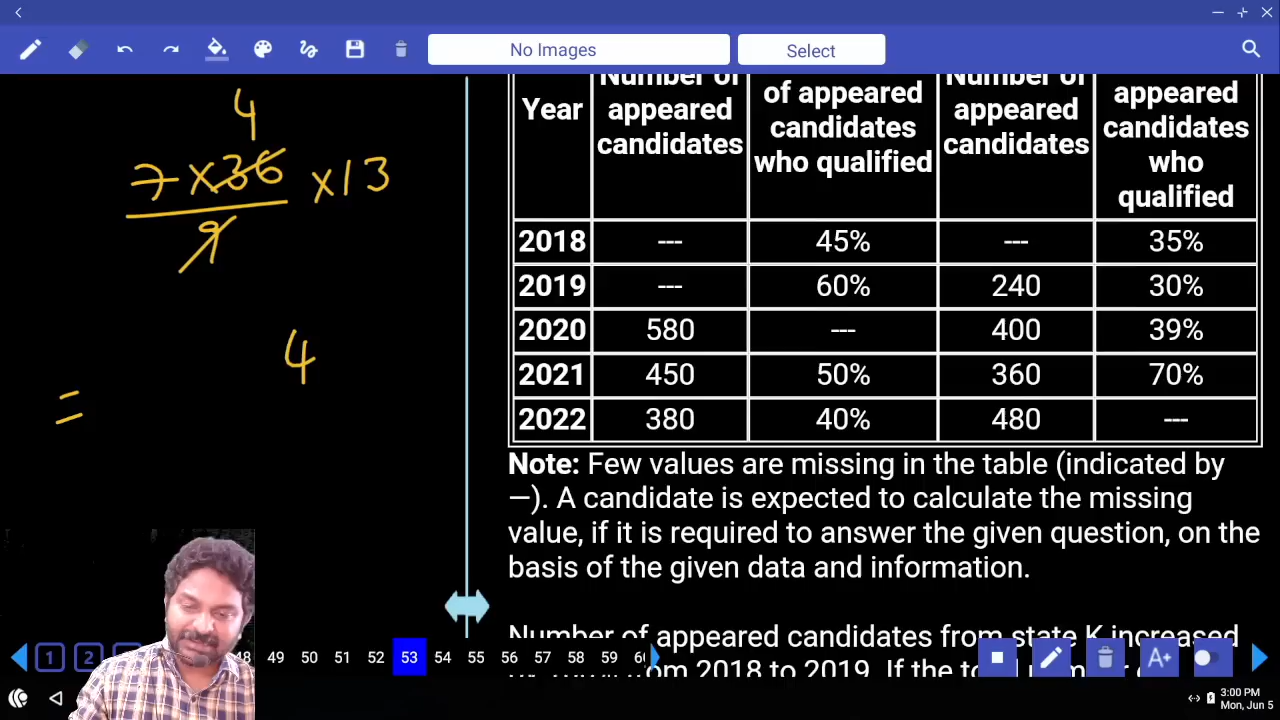 No Images
Select
4
7 x 36 x 13
9
4
=
Number of appeared candidates
of appeared candidates who qualified
Number of appeared candidates
appeared candidates who qualified
Year
2018 --- 45% --- 35%
2019 --- 60% 240 30%
2020 580 --- 400 39%
2021 450 50% 360 70%
2022 380 40% 480 ---
Note: Few values are missing in the table (indicated by
—). A candidate is expected to calculate the missing
value, if it is required to answer the given question, on the
basis of the given data and information.
Number of appeared candidates from state K increased
from 2018 to 2019. If the
1 2 48 49 50 51 52 53 54 55 56 57 58 59
A+
3:00 PM
Mon, Jun 5